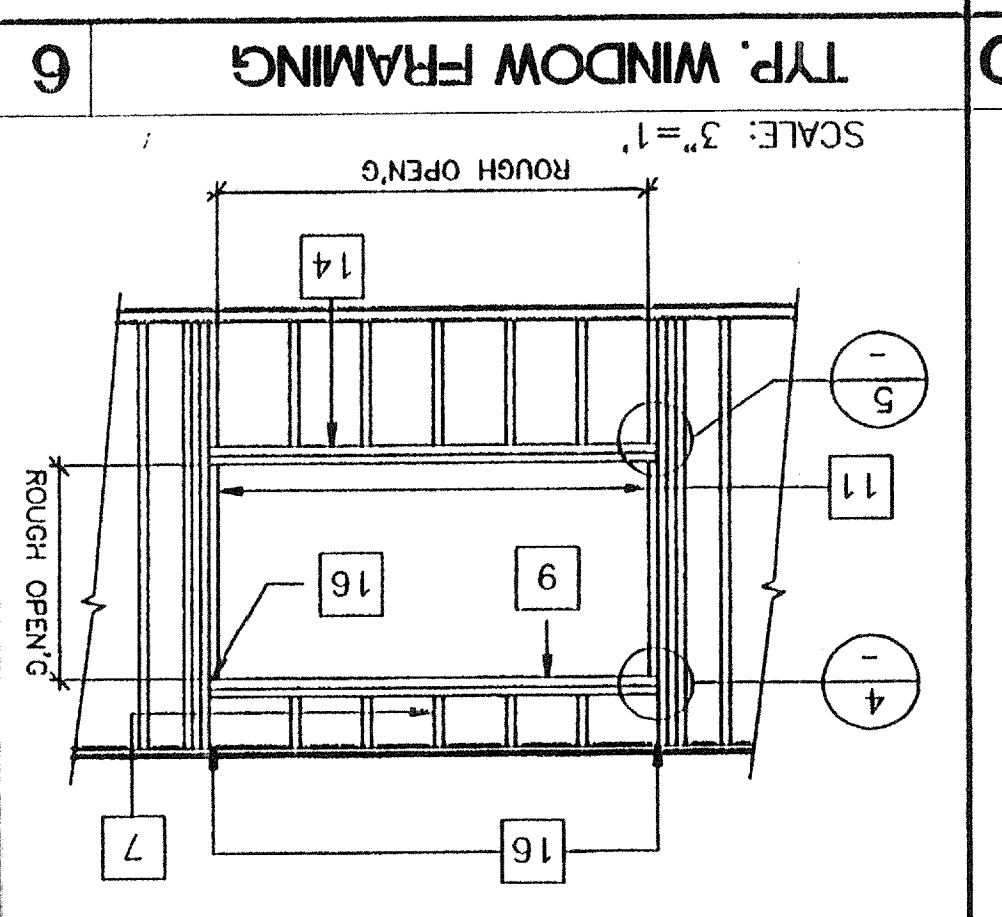 16
7
4
-
9
16
11
ROUGH OPEN'G
5
-
14
ROUGH OPEN'G
SCALE: 3"=1'
TYP. WINDOW FRAMING
6